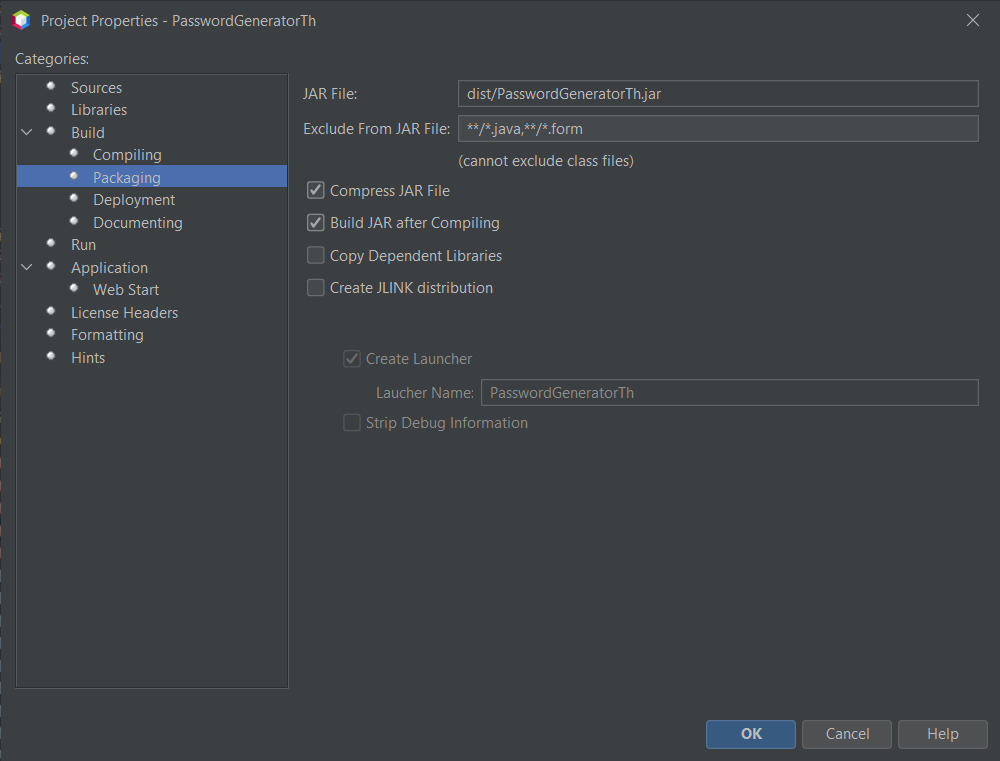 Project Properties - PasswordGeneratorTh
Categories:
Sources
Libraries
Build
Compiling
Packaging
Deployment
Documenting
Run
Application
Web Start
License Headers
Formatting
Hints
JAR File: dist/PasswordGeneratorTh.jar
Exclude From JAR File: **/*.java,**/*.form
(cannot exclude class files)
Compress JAR File
Build JAR after Compiling
Copy Dependent Libraries
Create JLINK distribution
Create Launcher
Laucher Name: PasswordGeneratorTh
Strip Debug Information
OK Cancel Help